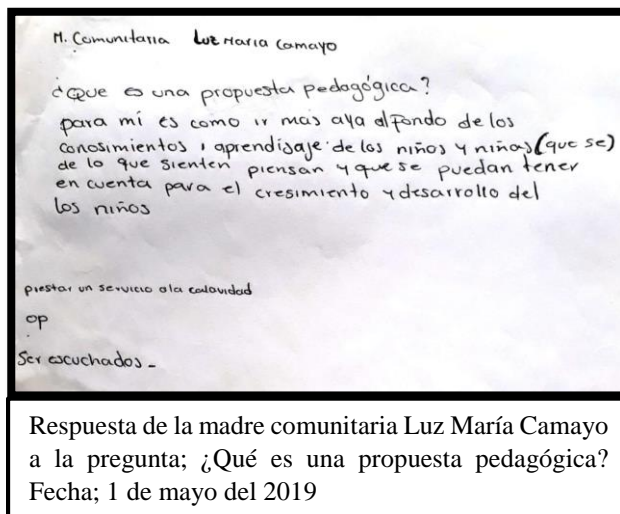 M. Comunitaria Luz Maria Camayo
¿Que es una propuesta pedagógica?
para mí es como ir mas aya al fondo de los
conosimientos i aprendisaje de los niños y niñas (que se)
de lo que sienten piensan y que se puedan tener
en cuenta para el cresimiento y desarrollo del
los niños
prestar un servicio ala
op
Ser escuchados -
Respuesta de la madre comunitaria Luz María Camayo
a la pregunta; ¿Qué es una propuesta pedagógica?
Fecha; 1 de mayo del 2019